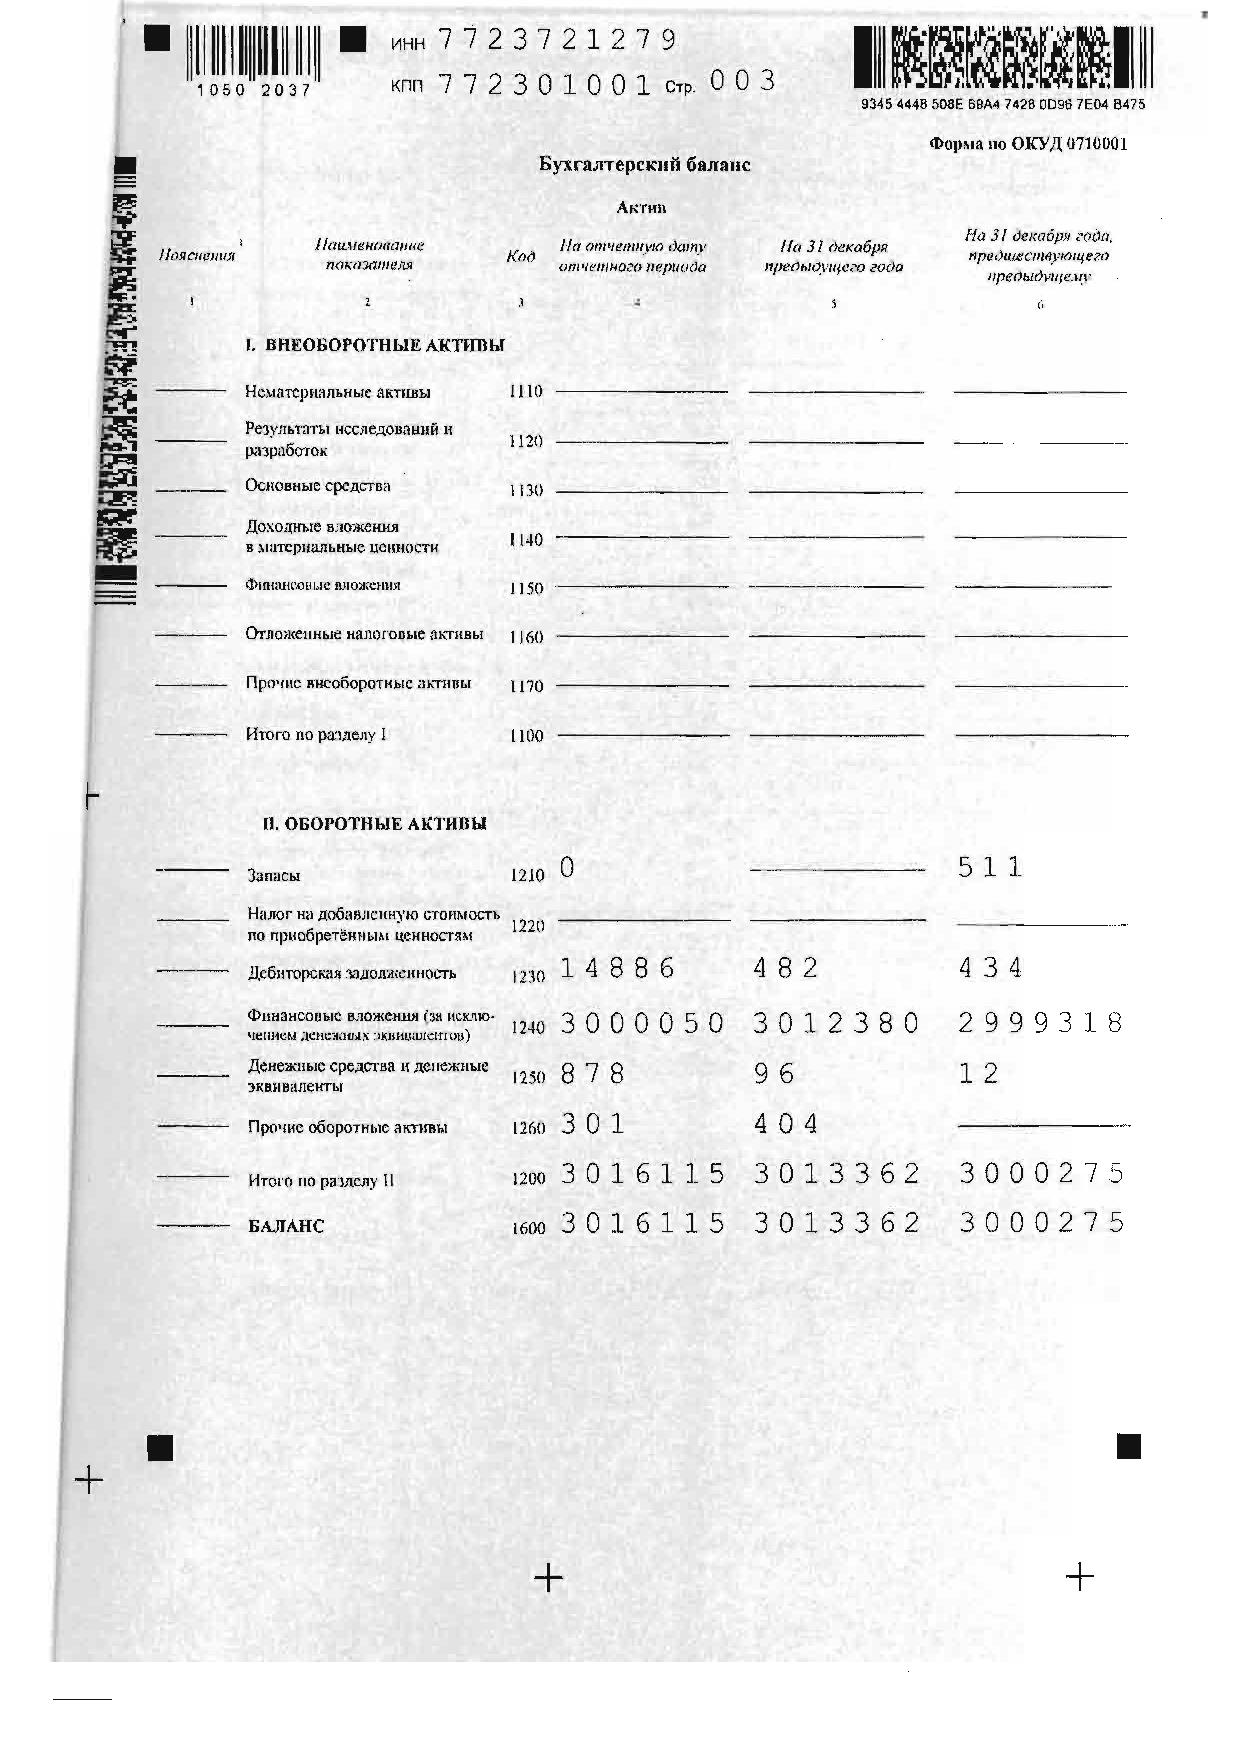 ИНН 7723721279
1050 2037
КПП 772301001 Стр. 003
9345 4448 508E 69A4 7428 0D96 7E04 B475
Форма по ОКУД 0710001
Бухгалтерский баланс
Актив
Пояснения 1 Наименование показателя Код На отчетную дату отчетного периода На 31 декабря предыдущего года На 31 декабря года, предшествующего предыдущему
1 2 3 4 5 6
I. ВНЕОБОРОТНЫЕ АКТИВЫ
Нематериальные активы 1110
Результаты исследований и
разработок 1120
Основные средства 1130
Доходные вложения
в материальные ценности 1140
Финансовые вложения 1150
Отложенные налоговые активы 1160
Прочие внеоборотные активы 1170
Итого по разделу I 1100
II. ОБОРОТНЫЕ АКТИВЫ
Запасы 1210 0 511
Налог на добавленную стоимость
по приобретённым ценностям 1220
Дебиторская задолженность 1230 14886 482 434
Финансовые вложения (за исклю-
чением денежных эквивалентов) 1240 3000050 3012380 2999318
Денежные средства и денежные
эквиваленты 1250 878 96 12
Прочие оборотные активы 1260 301 404
Итого по разделу II 1200 3016115 3013362 3000275
БАЛАНС 1600 3016115 3013362 3000275